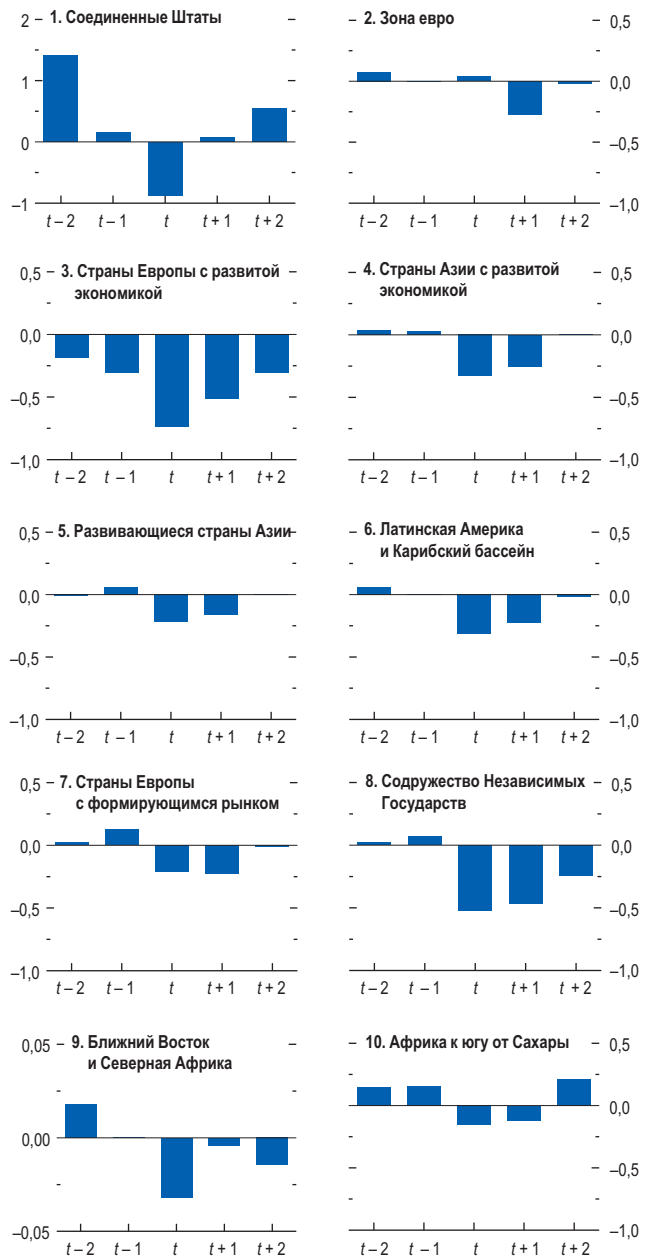 1. Соединенные Штаты
2
1
0
–1
t – 2 t – 1 t t + 1 t + 2
2. Зона евро
0,5
0,0
–0,5
–1,0
t – 2 t – 1 t t + 1 t + 2
3. Страны Европы с развитой
экономикой
0,5
0,0
–0,5
–1,0
t – 2 t – 1 t t + 1 t + 2
4. Страны Азии с развитой
экономикой
0,5
0,0
–0,5
–1,0
t – 2 t – 1 t t + 1 t + 2
5. Развивающиеся страны Азии
0,5
0,0
–0,5
–1,0
t – 2 t – 1 t t + 1 t + 2
6. Латинская Америка
и Карибский бассейн
0,5
0,0
–0,5
–1,0
t – 2 t – 1 t t + 1 t + 2
7. Страны Европы
с формирующимся рынком
0,5
0,0
–0,5
–1,0
t – 2 t – 1 t t + 1 t + 2
8. Содружество Независимых
Государств
0,5
0,0
–0,5
–1,0
t – 2 t – 1 t t + 1 t + 2
9. Ближний Восток
и Северная Африка
0,05
0,00
–0,05
t – 2 t – 1 t t + 1 t + 2
10. Африка к югу от Сахары
0,5
0,0
–0,5
–1,0
t – 2 t – 1 t t + 1 t + 2